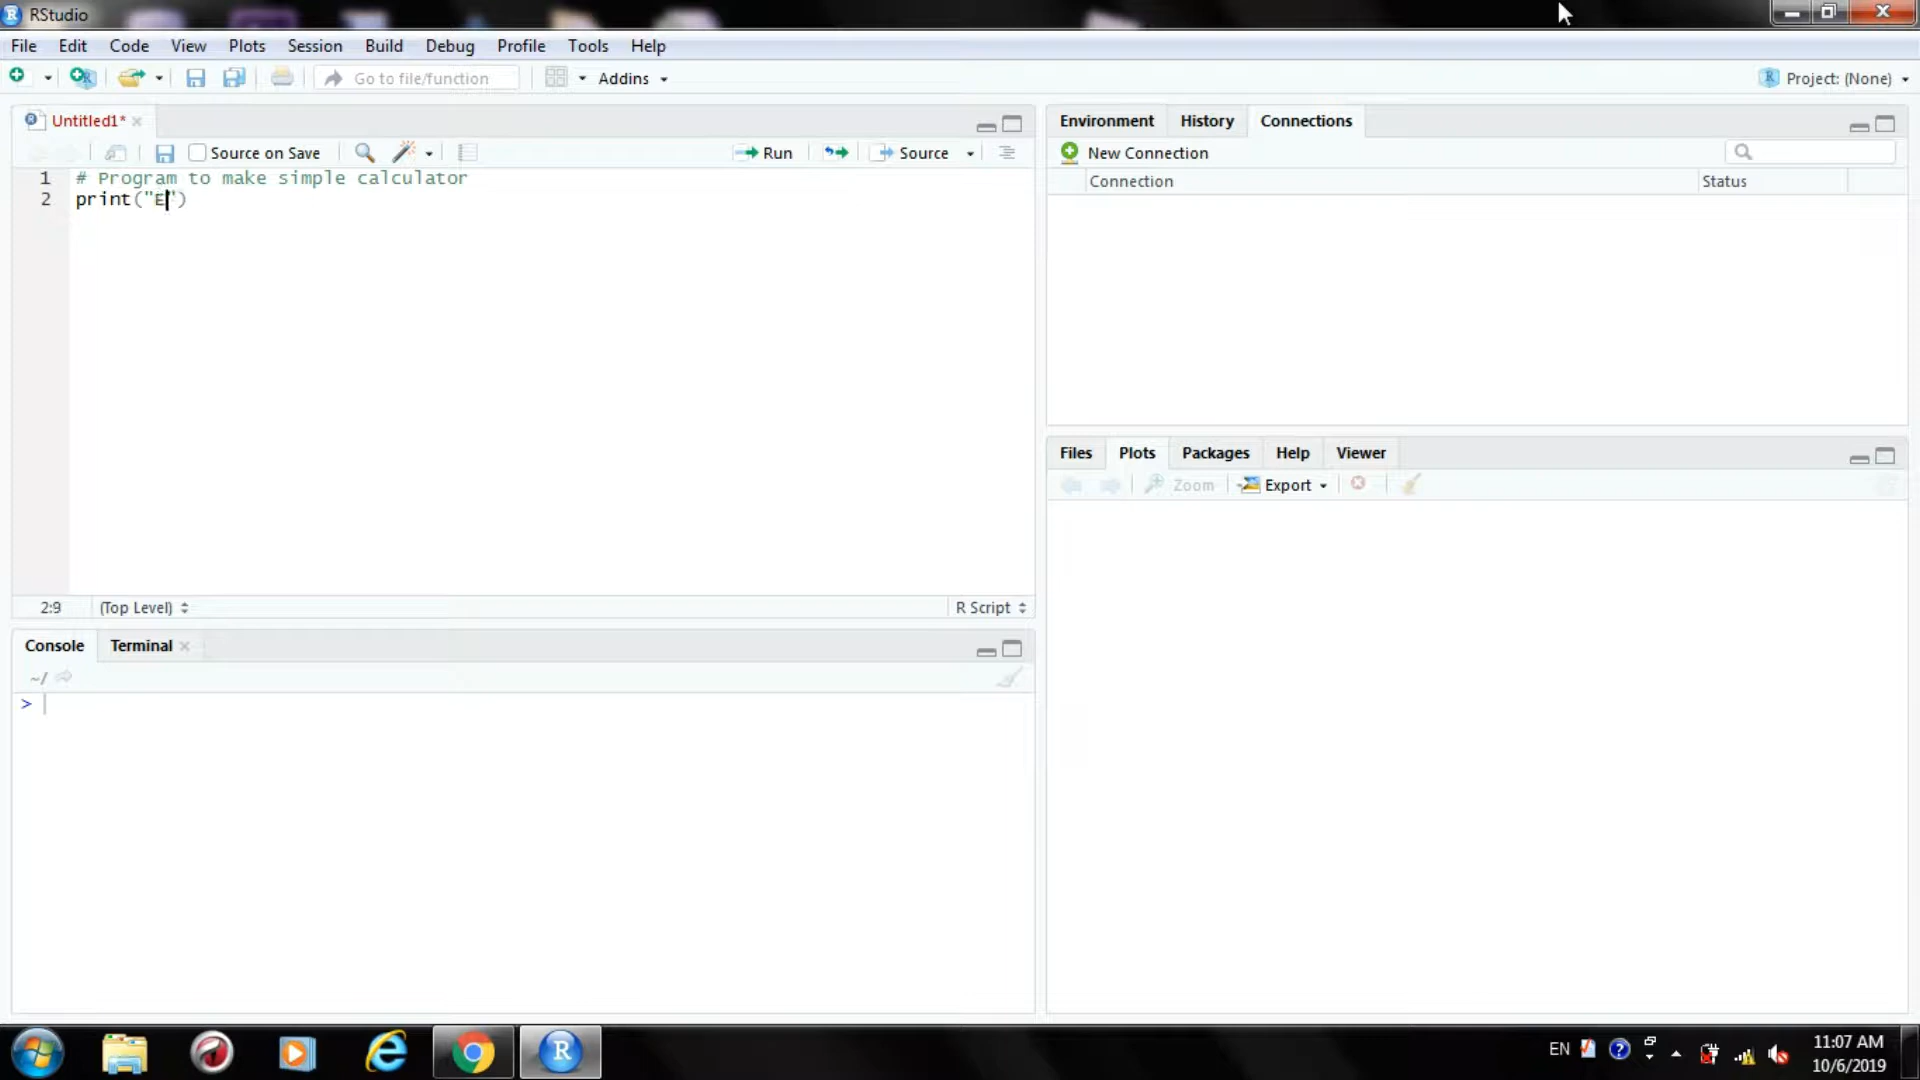 RStudio
File Edit Code View Plots Session Build Debug Profile Tools Help
Go to file/function Addins Project: (None)
Untitled1*
Source on Save Run Source
1 # Program to make simple calculator
2 print("E")
2:9 (Top Level) R Script
Console Terminal
~/
>
Environment History Connections
New Connection
Connection Status
Files Plots Packages Help Viewer
Zoom Export
EN 11:07 AM
10/6/2019